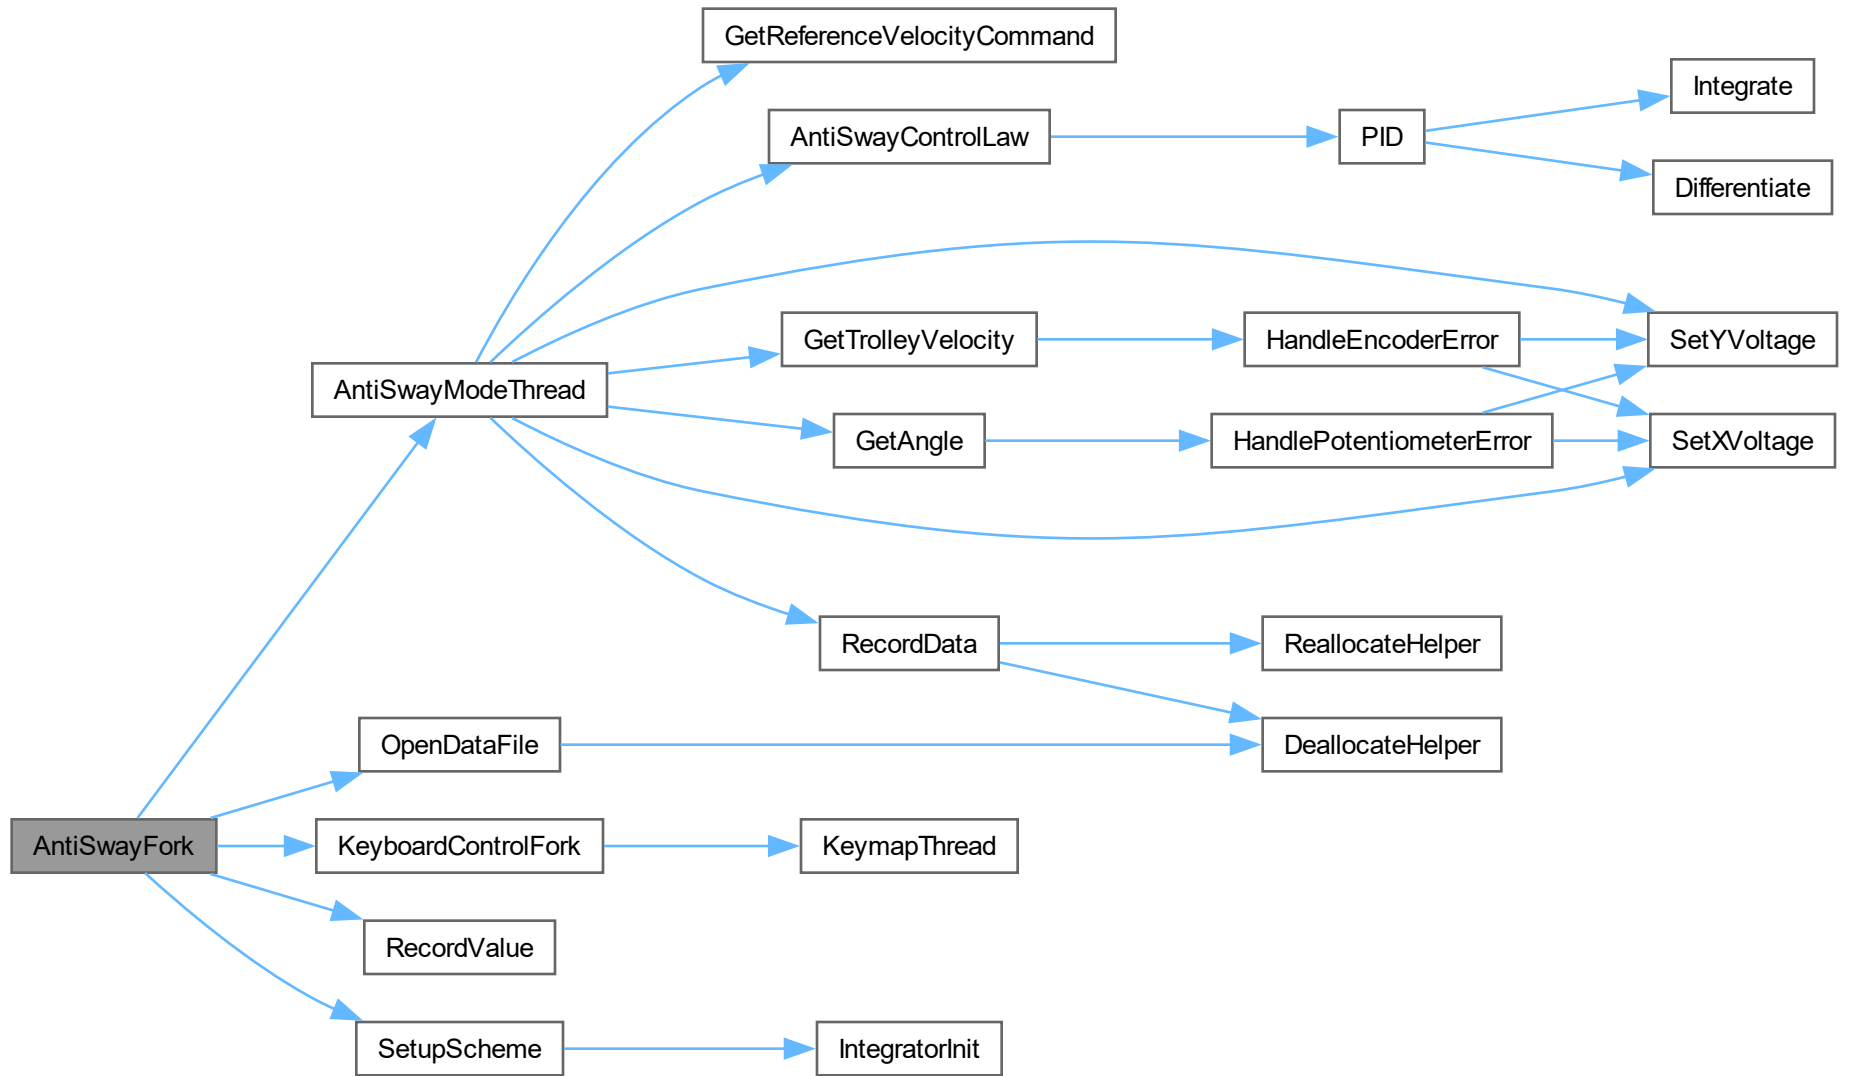 GetReferenceVelocityCommand
Integrate
AntiSwayControlLaw
PID
Differentiate
GetTrolleyVelocity
HandleEncoderError
SetYVoltage
AntiSwayModeThread
GetAngle
HandlePotentiometerError
SetXVoltage
RecordData
ReallocateHelper
OpenDataFile
DeallocateHelper
AntiSwayFork
KeyboardControlFork
KeymapThread
RecordValue
SetupScheme
IntegratorInit